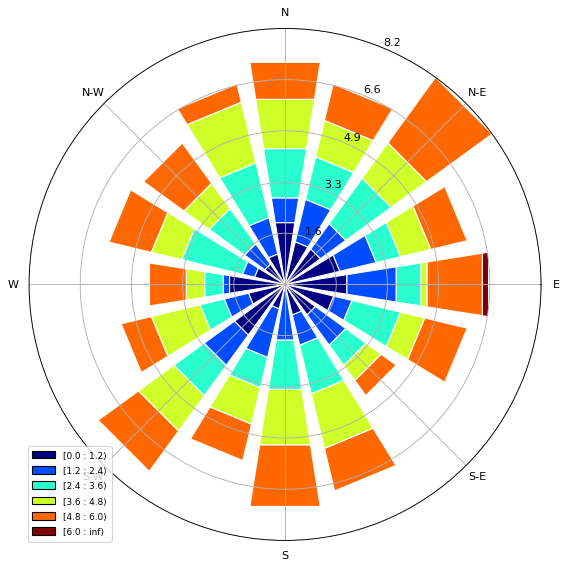 N
8.2
6.6
N-W
N-E
4.9
3.3
1.6
W
E
[0.0 : 1.2)
[1.2 : 2.4)
[2.4 : 3.6)
[3.6 : 4.8)
[4.8 : 6.0)
[6.0 : inf)
S-W
S-E
S